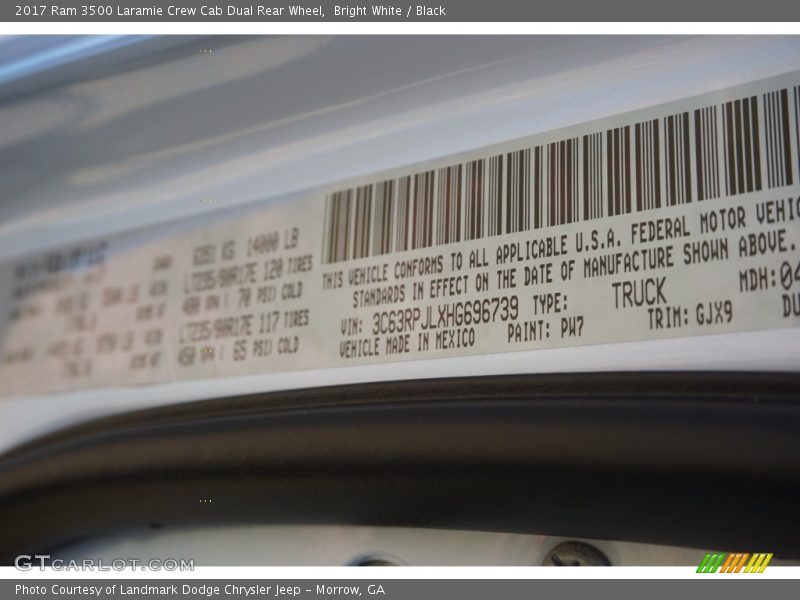 2017 Ram 3500 Laramie Crew Cab Dual Rear Wheel,  Bright White / Black
6351 KG 14000 LB
LT235/80R17E 120 TIRES
480 KPA ( 70 PSI) COLD
LT235/80R17E 117 TIRES
450 KPA ( 65 PSI) COLD
THIS VEHICLE CONFORMS TO ALL APPLICABLE U.S.A. FEDERAL MOTOR VEHIC
STANDARDS IN EFFECT ON THE DATE OF MANUFACTURE SHOWN ABOVE.
VIN: 3C63RPJLXHG696739 TYPE: TRUCK MDH: 04
VEHICLE MADE IN MEXICO PAINT: PW7 TRIM: GJX9 DU
GTCARLOT.COM
Photo Courtesy of Landmark Dodge Chrysler Jeep – Morrow, GA